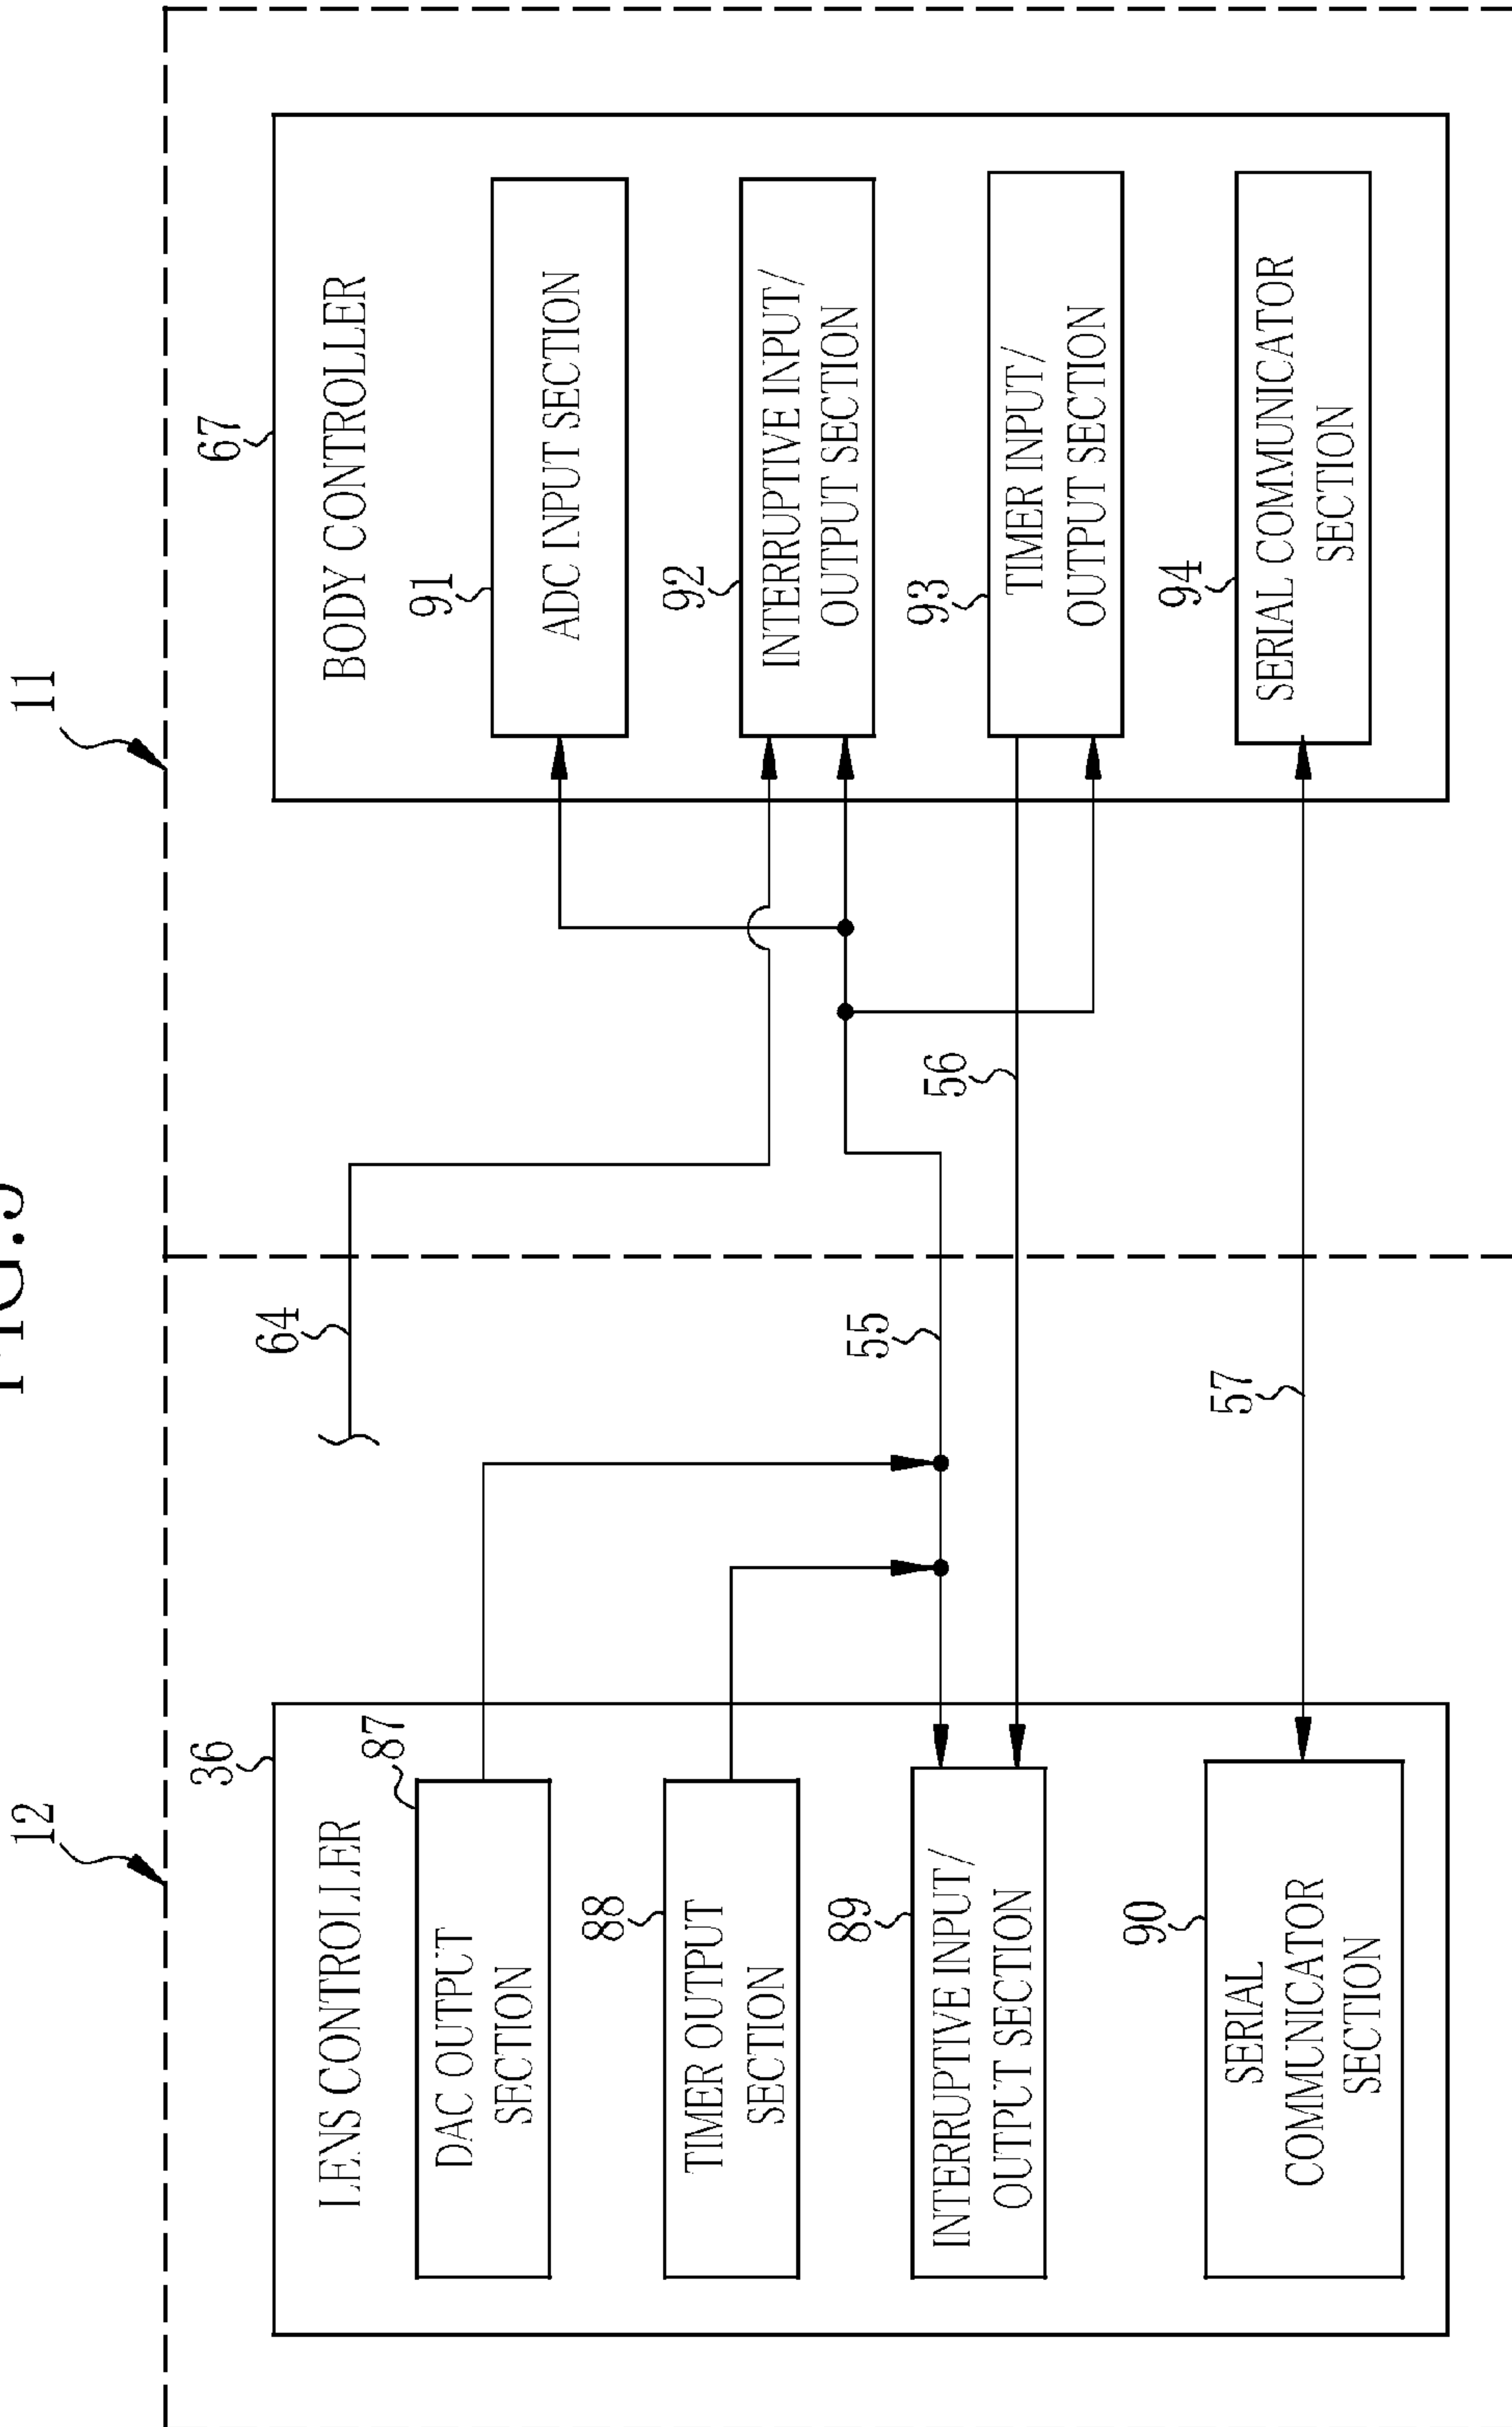 FIG.
12
11
36
LENS CONTROLLER
87
DAC OUTPUT
SECTION
88
TIMER OUTPUT
SECTION
89
INTERRUPTIVE INPUT/
OUTPUT SECTION
90
SERIAL
COMMUNICATOR
SECTION
64
55
56
57
67
BODY CONTROLLER
91
ADC INPUT SECTION
92
INTERRUPTIVE INPUT/
OUTPUT SECTION
93
TIMER INPUT/
OUTPUT SECTION
94
SERIAL COMMUNICATOR
SECTION